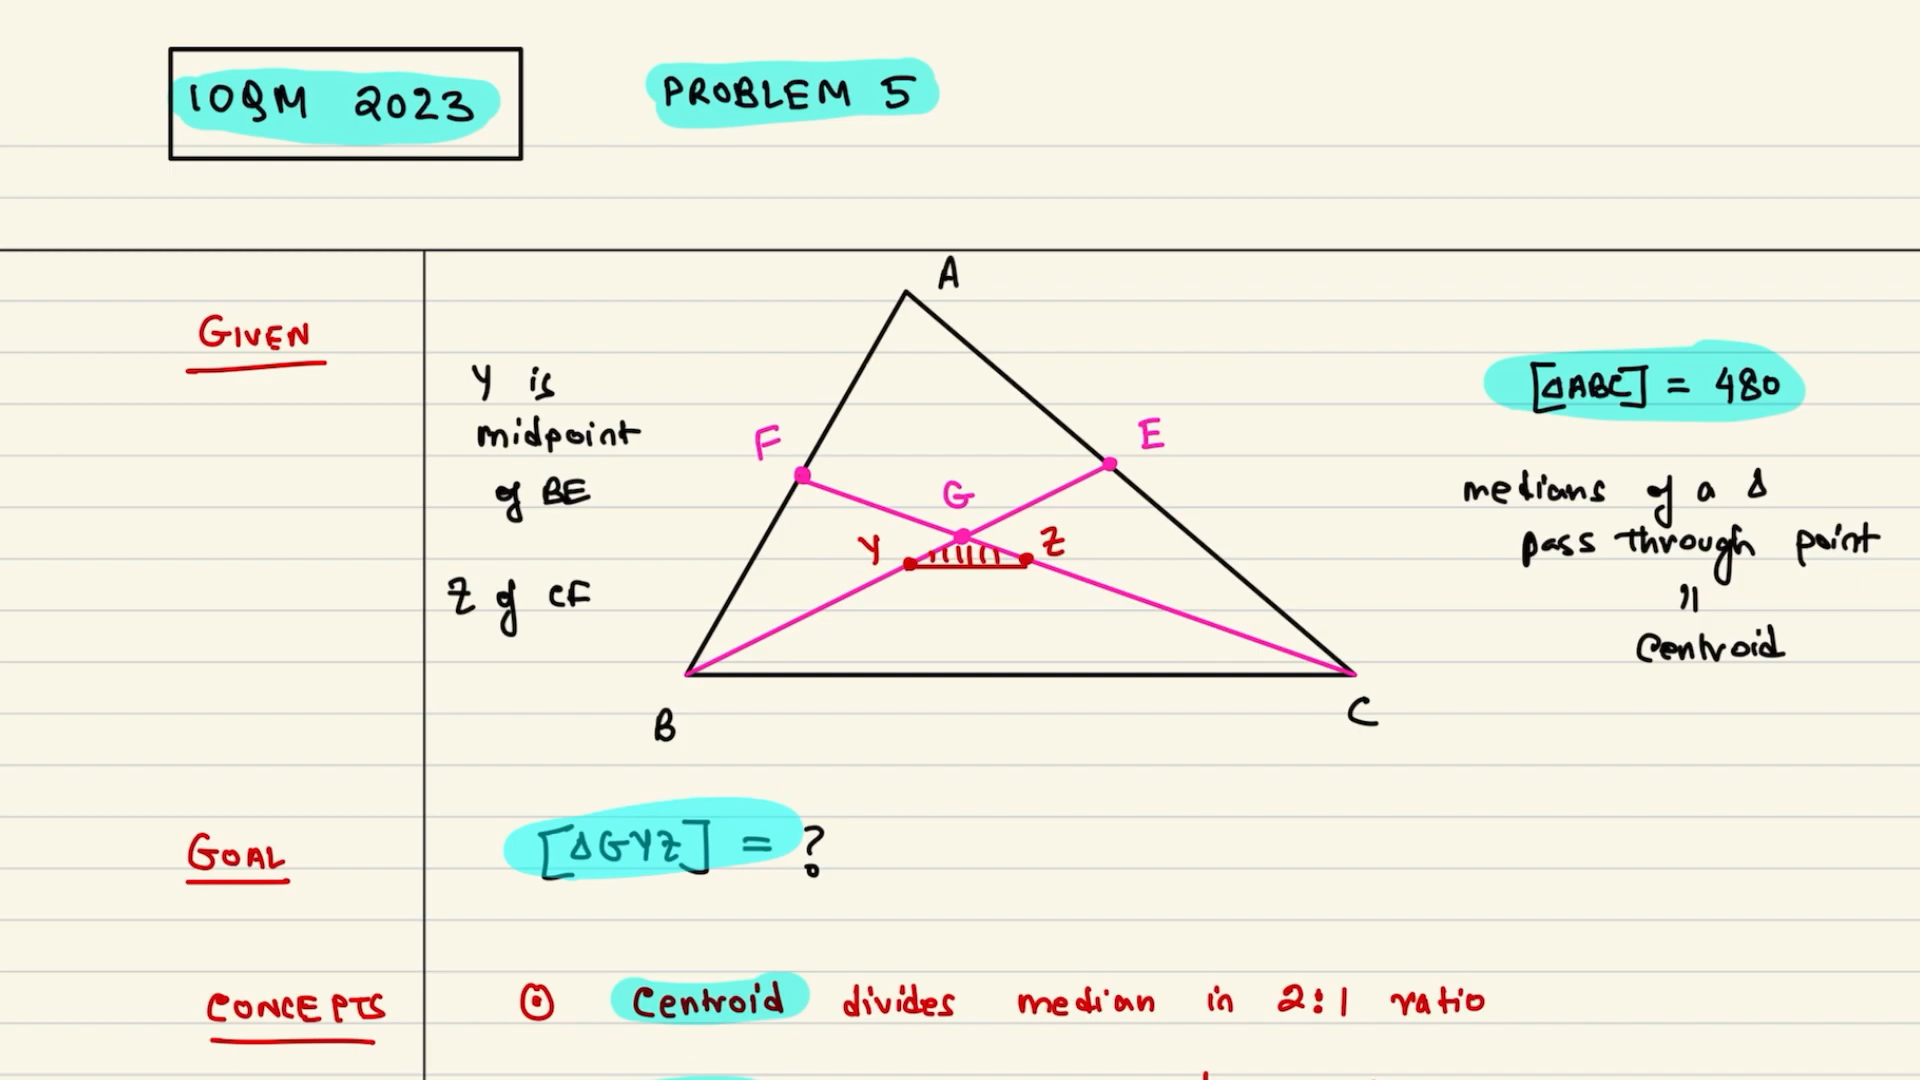 IOQM 2023
PROBLEM 5
GIVEN
Y is
midpoint
of BE
Z of CF
A
F
E
G
Y
Z
B
C
[ΔABC] = 480
medians of a Δ
pass through point
"
Centroid
GOAL
[ΔGYZ] = ?
CONCEPTS
Centroid divides median in 2:1 ratio